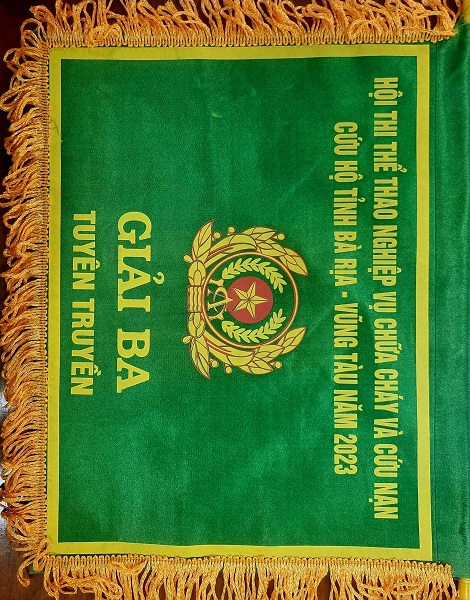 HỘI THI THỂ THAO NGHIỆP VỤ CHỮA CHÁY VÀ CỨU NẠN
CỨU HỘ TỈNH BÀ RỊA - VŨNG TÀU NĂM 2023
GIẢI BA
TUYÊN TRUYỀN